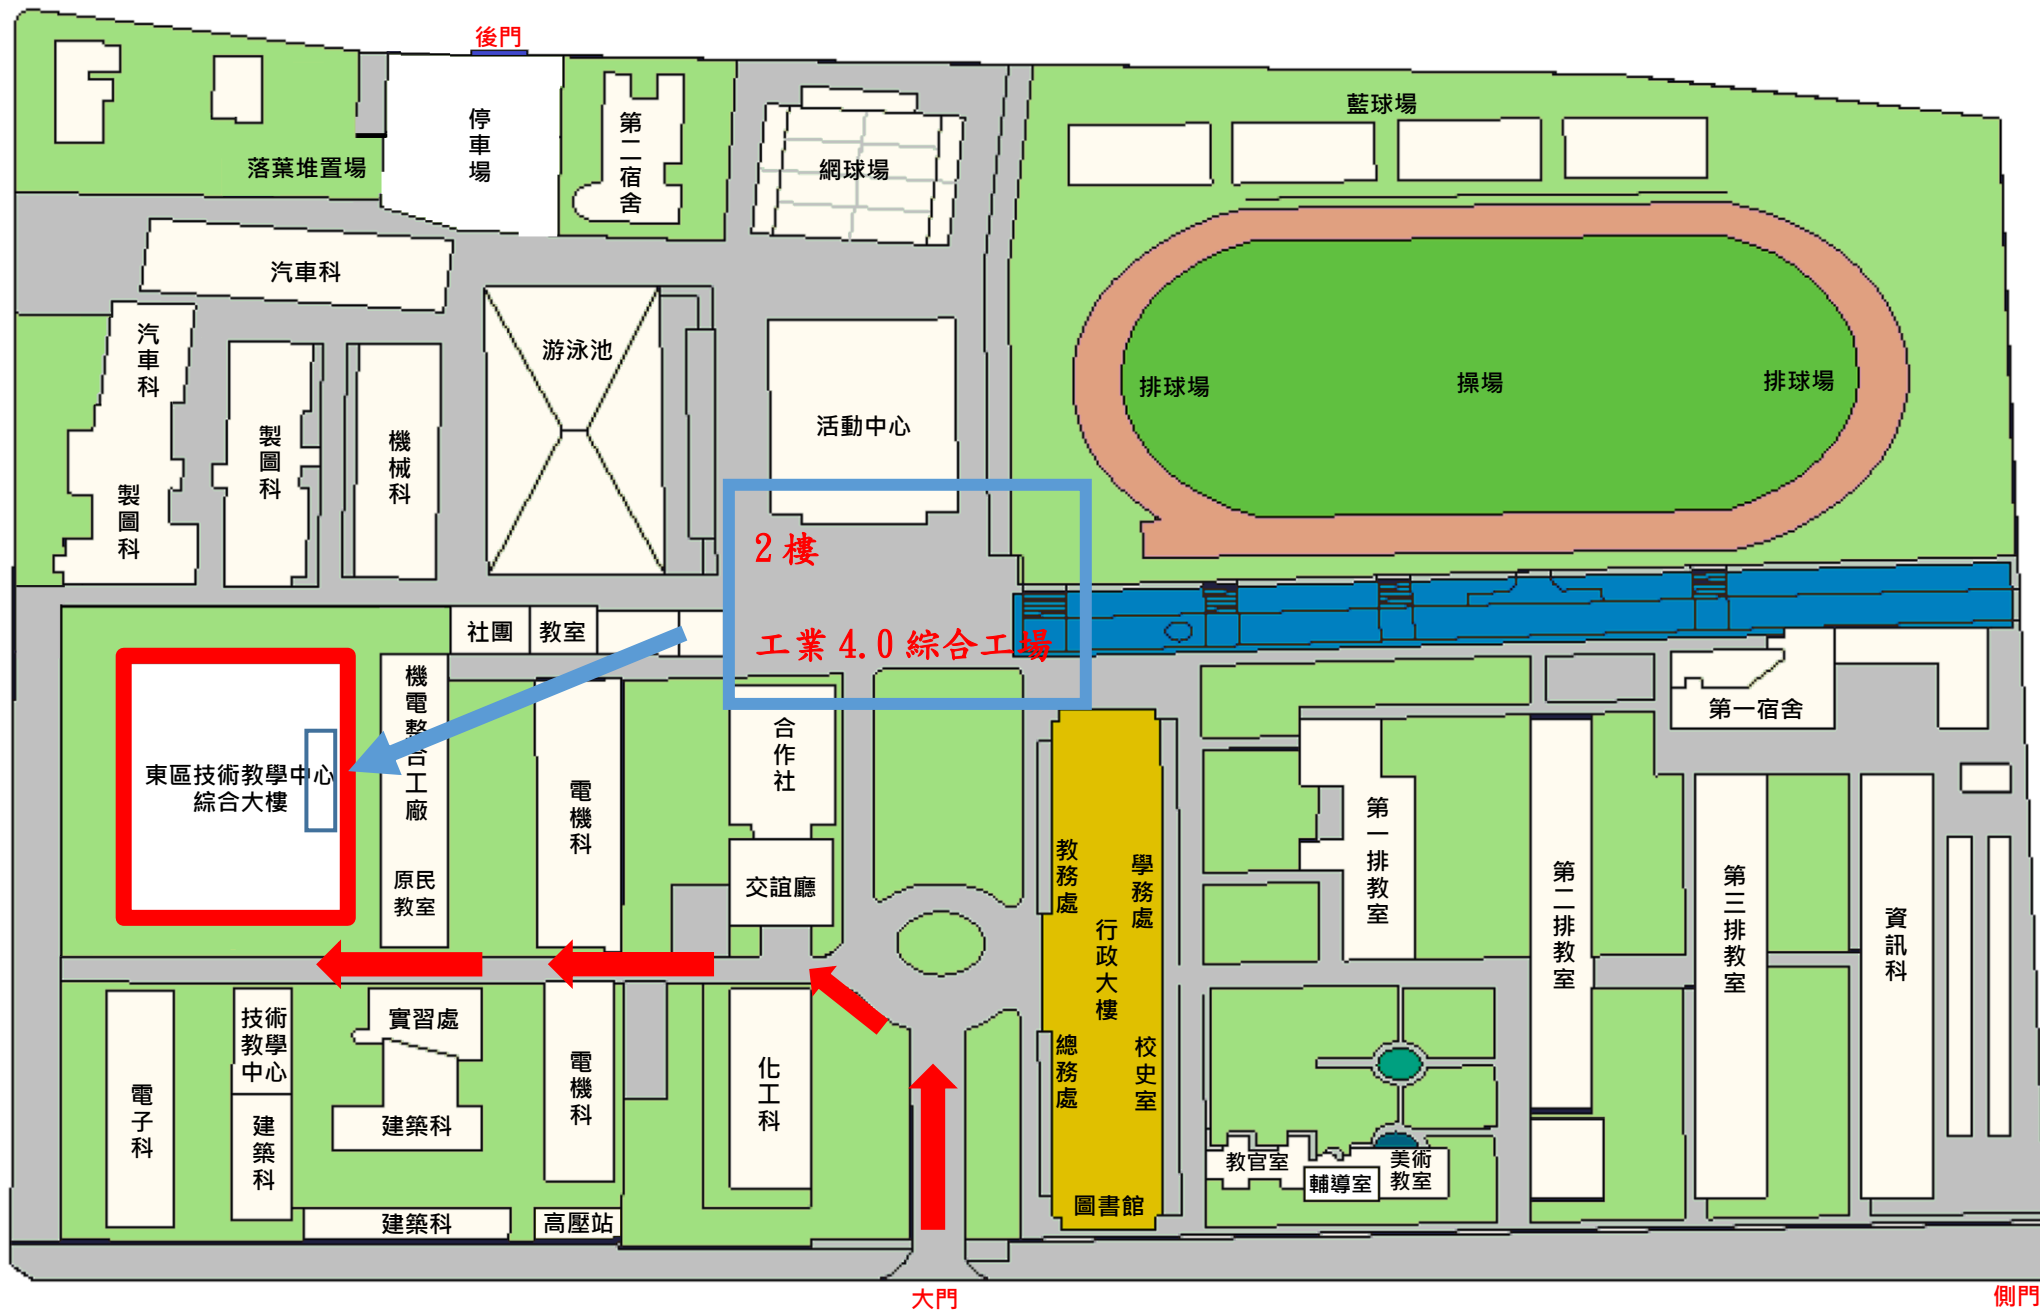 後門
藍球場
停車場
第二宿舍
落葉堆置場
網球場
汽車科
汽車科
游泳池
排球場
操場
排球場
活動中心
製圖科
機械科
製圖科
2樓
工業4.0綜合工場
社團
教室
機電整合工廠
第一宿舍
合作社
東區技術教學中心
綜合大樓
電機科
第一排教室
教務處
學務處
第二排教室
第三排教室
原民
教室
交誼廳
資訊科
行政大樓
技術
教學
中心
實習處
電機科
化工科
總務處
校史室
電子科
建築科
建築科
教官室
輔導室
美術
教室
圖書館
建築科
高壓站
大門
側門